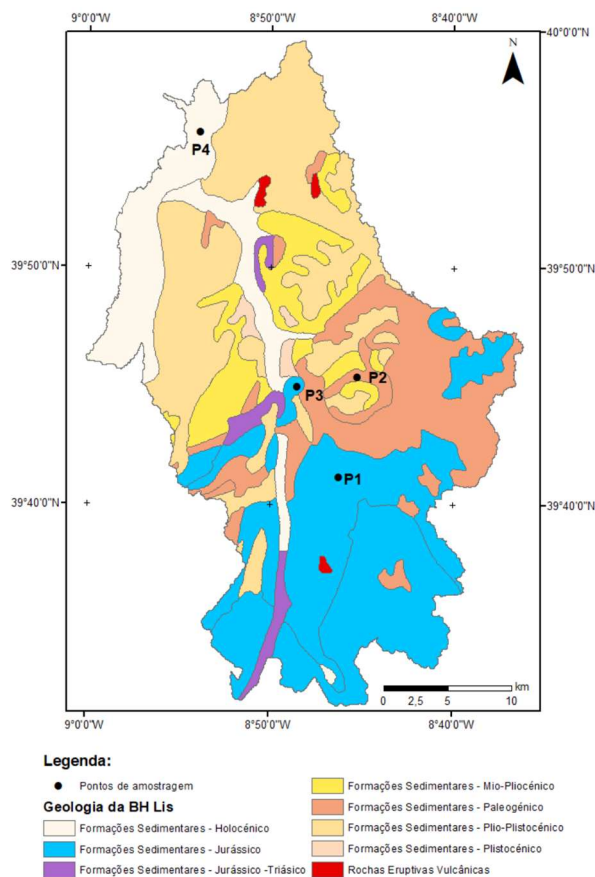 9°0'0"W 8°50'0"W 8°40'0"W
40°0'0"N
N
P4
39°50'0"N 39°50'0"N
P2
P3
P1
39°40'0"N 39°40'0"N
km
0 2,5 5 10
9°0'0"W 8°50'0"W 8°40'0"W
Legenda:
Pontos de amostragem
Geologia da BH Lis
Formações Sedimentares - Holocénico
Formações Sedimentares - Jurássico
Formações Sedimentares - Jurássico -Triásico
Formações Sedimentares - Mio-Pliocénico
Formações Sedimentares - Paleogénico
Formações Sedimentares - Plio-Plistocénico
Formações Sedimentares - Plistocénico
Rochas Eruptivas Vulcânicas